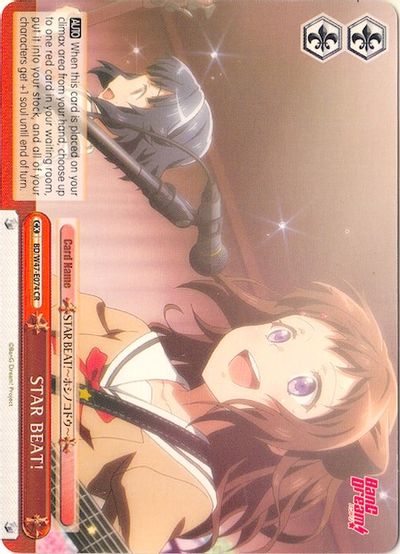 AUTO When this card is placed on your
climax area from your hand, choose up
to one red card in your waiting room,
put it into your stock, and all of your
characters get +1 soul until end of turn.
Card Name
STAR BEAT!~ホシノコドウ~
BD/W47-E074 CR
STAR BEAT!
©BanG Dream! Project
BanG
Dream!